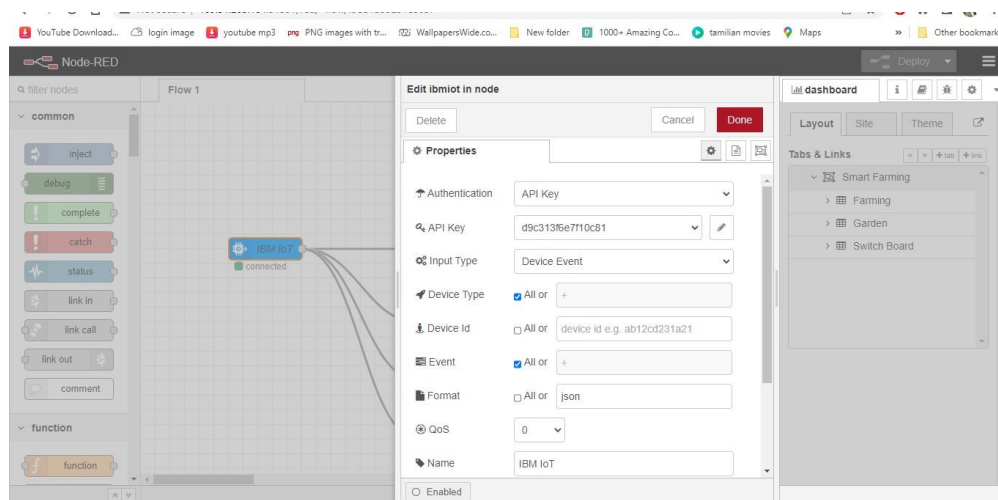 YouTube Download...
login image
youtube mp3
png PNG images with tr...
WallpapersWide.co...
New folder
1000+ Amazing Co...
tamilian movies
Maps
»
Other bookmark
Node-RED
Deploy
filter nodes
Flow 1
Edit ibmiot in node
dashboard
common
Delete
Cancel
Done
Layout
Site
Theme
inject
Properties
Tabs & Links
+ tab
+ link
debug
Smart Farming
Authentication
API Key
Farming
complete
API Key
d9c313f6e7f10c81
Garden
catch
IBM IoT
Switch Board
connected
Input Type
Device Event
status
Device Type
All or
+
link in
Device Id
All or
device id e.g. ab12cd231a21
link call
Event
All or
+
link out
Format
All or
json
comment
QoS
0
function
Name
IBM IoT
function
Enabled